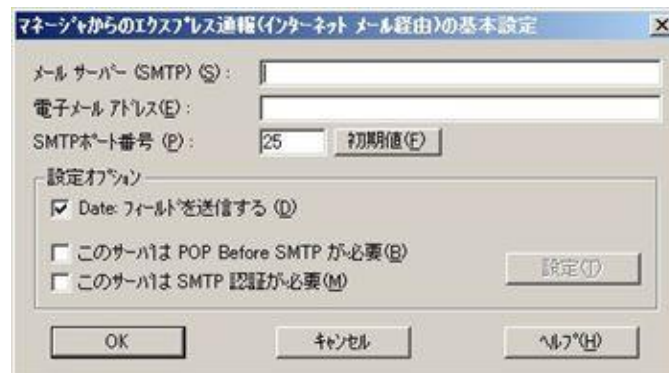 マネージャからのエクスプレス通報(インターネット メール経由)の基本設定
メール サーバー (SMTP) (S) :
電子メール アドレス(E) :
SMTPポート番号 (P) : 25 初期値(F)
設定オプション
Date: フィールドを送信する (D)
このサーバは POP Before SMTP が必要(B)
このサーバは SMTP 認証が必要(M)
設定(T)
OK キャンセル ヘルプ(H)